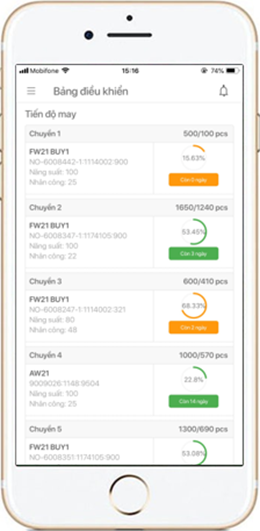 Mobifone 15:16 74%
Bảng điều khiển
Tiến độ may
Chuyền 1 500/100 pcs
FW21 BUY1
NO-6008442-1:1114002:900
Năng suất: 100
Nhân công: 25
15.63%
Còn 0 ngày
Chuyền 2 1650/1240 pcs
FW21 BUY1
NO-6008347-1:1174105:900
Năng suất: 100
Nhân công: 22
53.45%
Còn 3 ngày
Chuyền 3 600/410 pcs
FW21 BUY1
NO-6008247-1:1114002:321
Năng suất: 80
Nhân công: 48
68.33%
Còn 2 ngày
Chuyền 4 1000/570 pcs
AW21
9009026:1148:9504
Nhân công: 25
22.8%
Còn 14 ngày
Chuyền 5 1300/690 pcs
FW21 BUY1
NO-6008351:1174105:900
53.08%